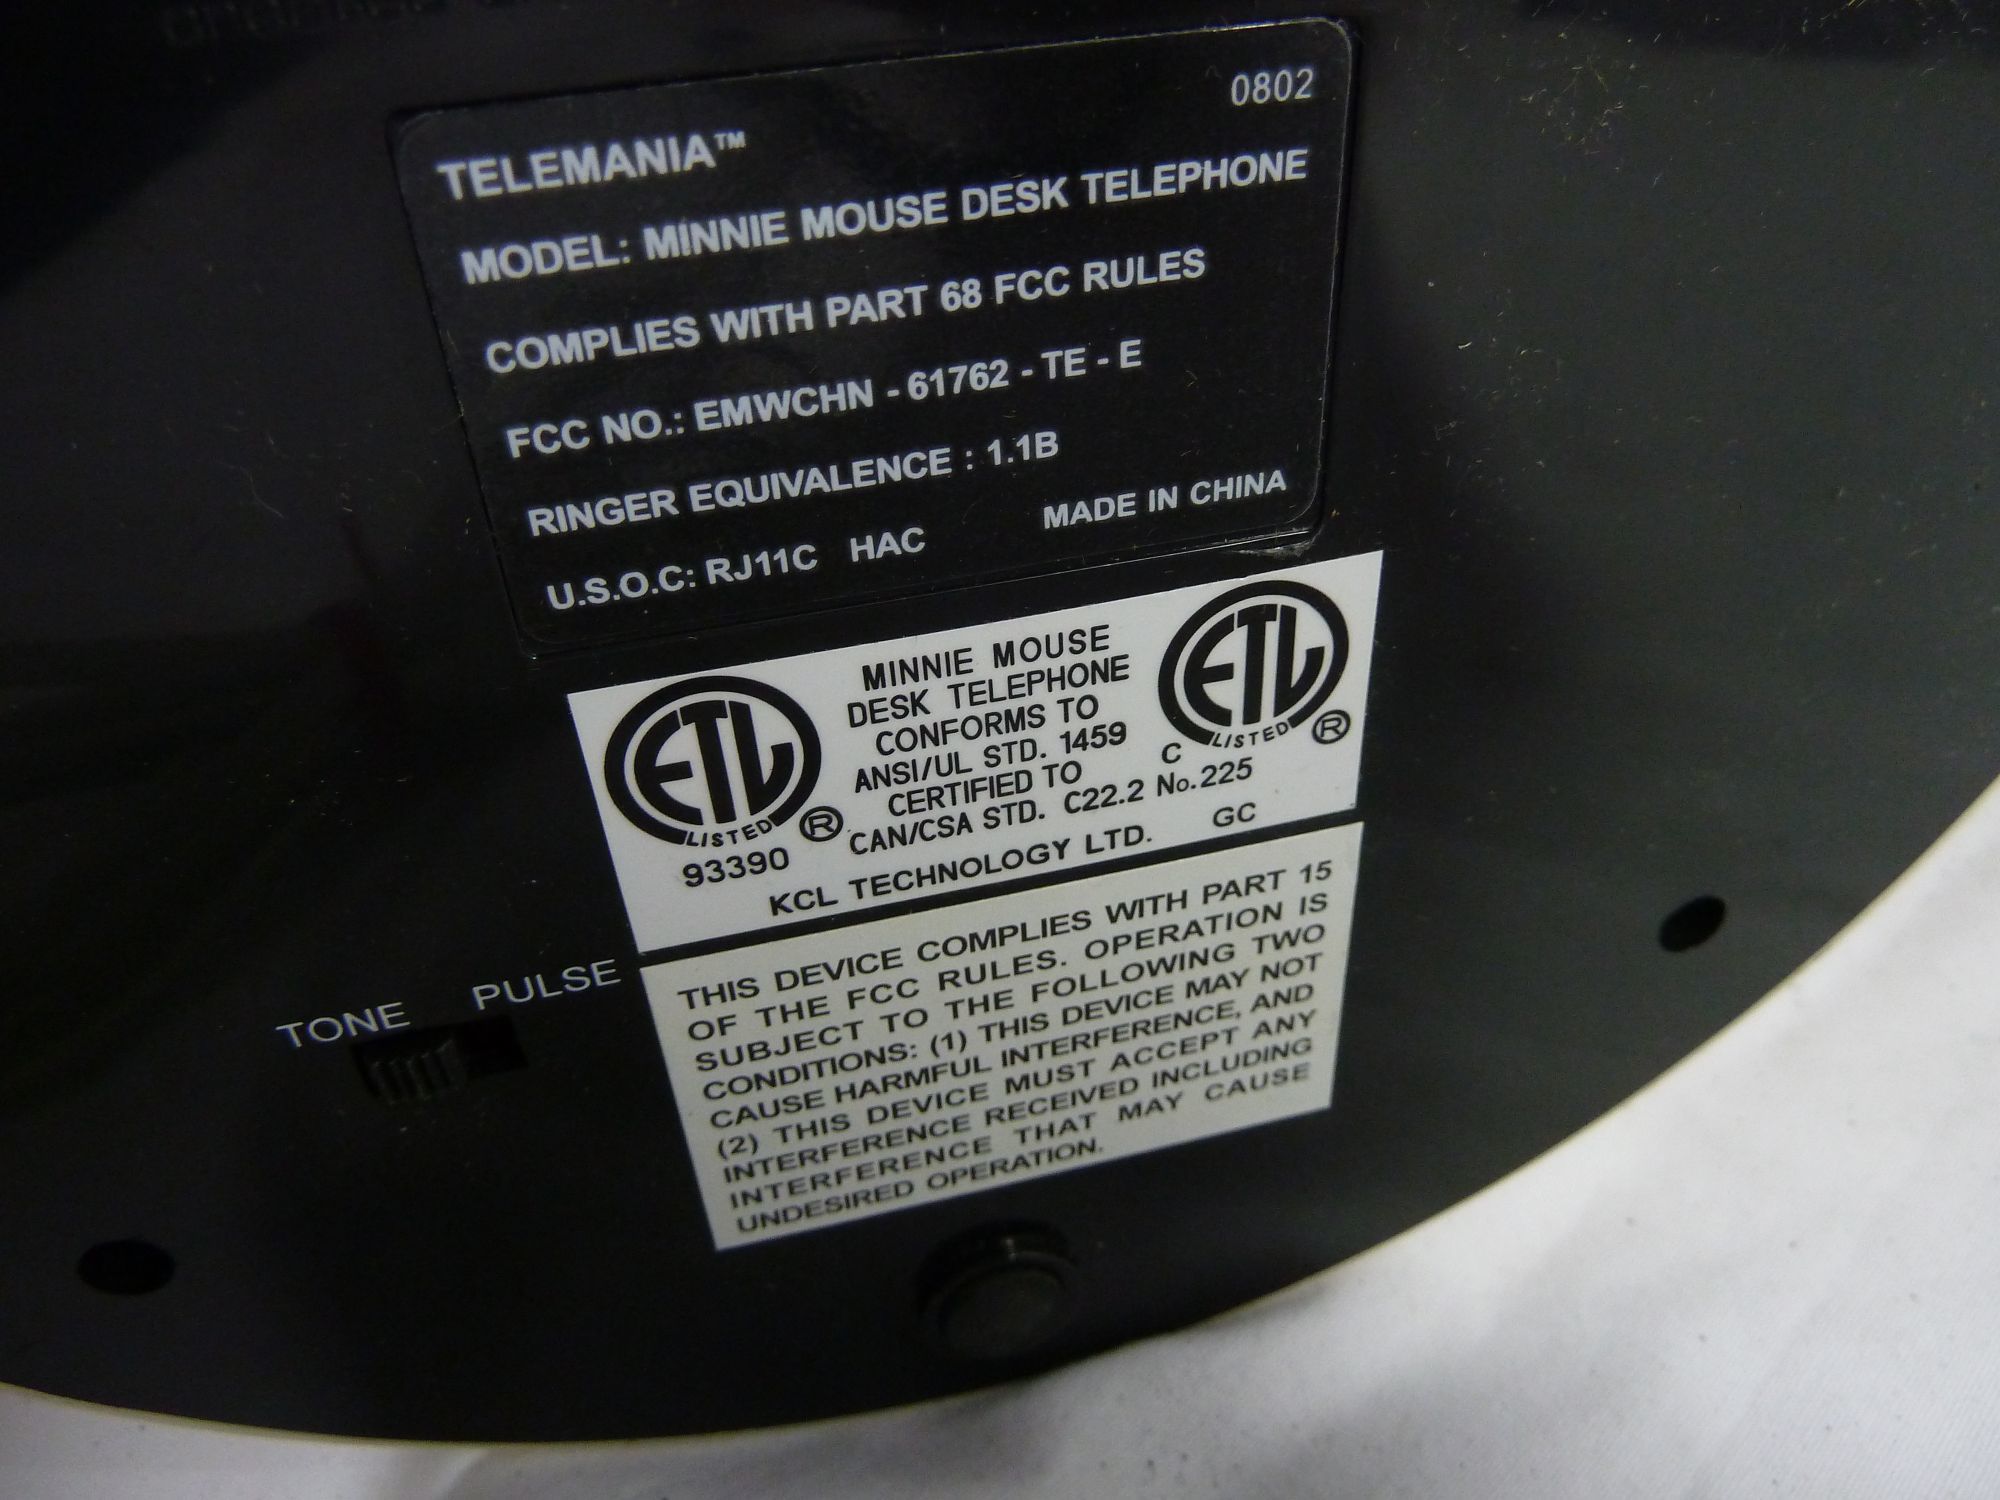 0802
TELEMANIA™
MODEL: MINNIE MOUSE DESK TELEPHONE
COMPLIES WITH PART 68 FCC RULES
FCC NO.: EMWCHN - 61762 - TE - E
RINGER EQUIVALENCE : 1.1B
U.S.O.C: RJ11C HAC MADE IN CHINA
ETL LISTED ®
93390
MINNIE MOUSE
DESK TELEPHONE
CONFORMS TO
ANSI/UL STD. 1459
CERTIFIED TO
CAN/CSA STD. C22.2 No.225
C ETL LISTED ®
KCL TECHNOLOGY LTD. GC
THIS DEVICE COMPLIES WITH PART 15
OF THE FCC RULES. OPERATION IS
SUBJECT TO THE FOLLOWING TWO
CONDITIONS: (1) THIS DEVICE MAY NOT
CAUSE HARMFUL INTERFERENCE, AND
(2) THIS DEVICE MUST ACCEPT ANY
INTERFERENCE RECEIVED INCLUDING
INTERFERENCE THAT MAY CAUSE
UNDESIRED OPERATION.
TONE PULSE